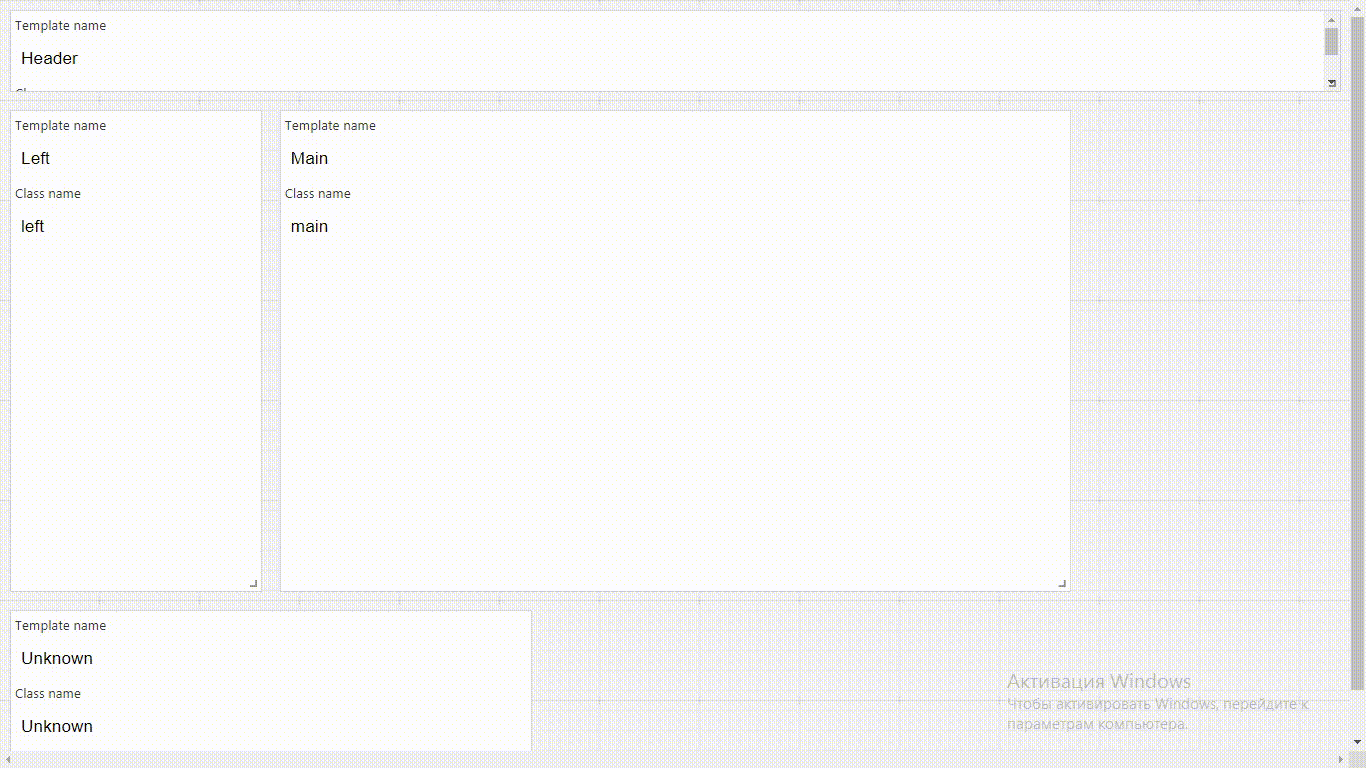 Template name
Header
Template name
Left
Class name
left
Template name
Main
Class name
main
Template name
Unknown
Class name
Unknown
Активация Windows
Чтобы активировать Windows, перейдите к
параметрам компьютера.